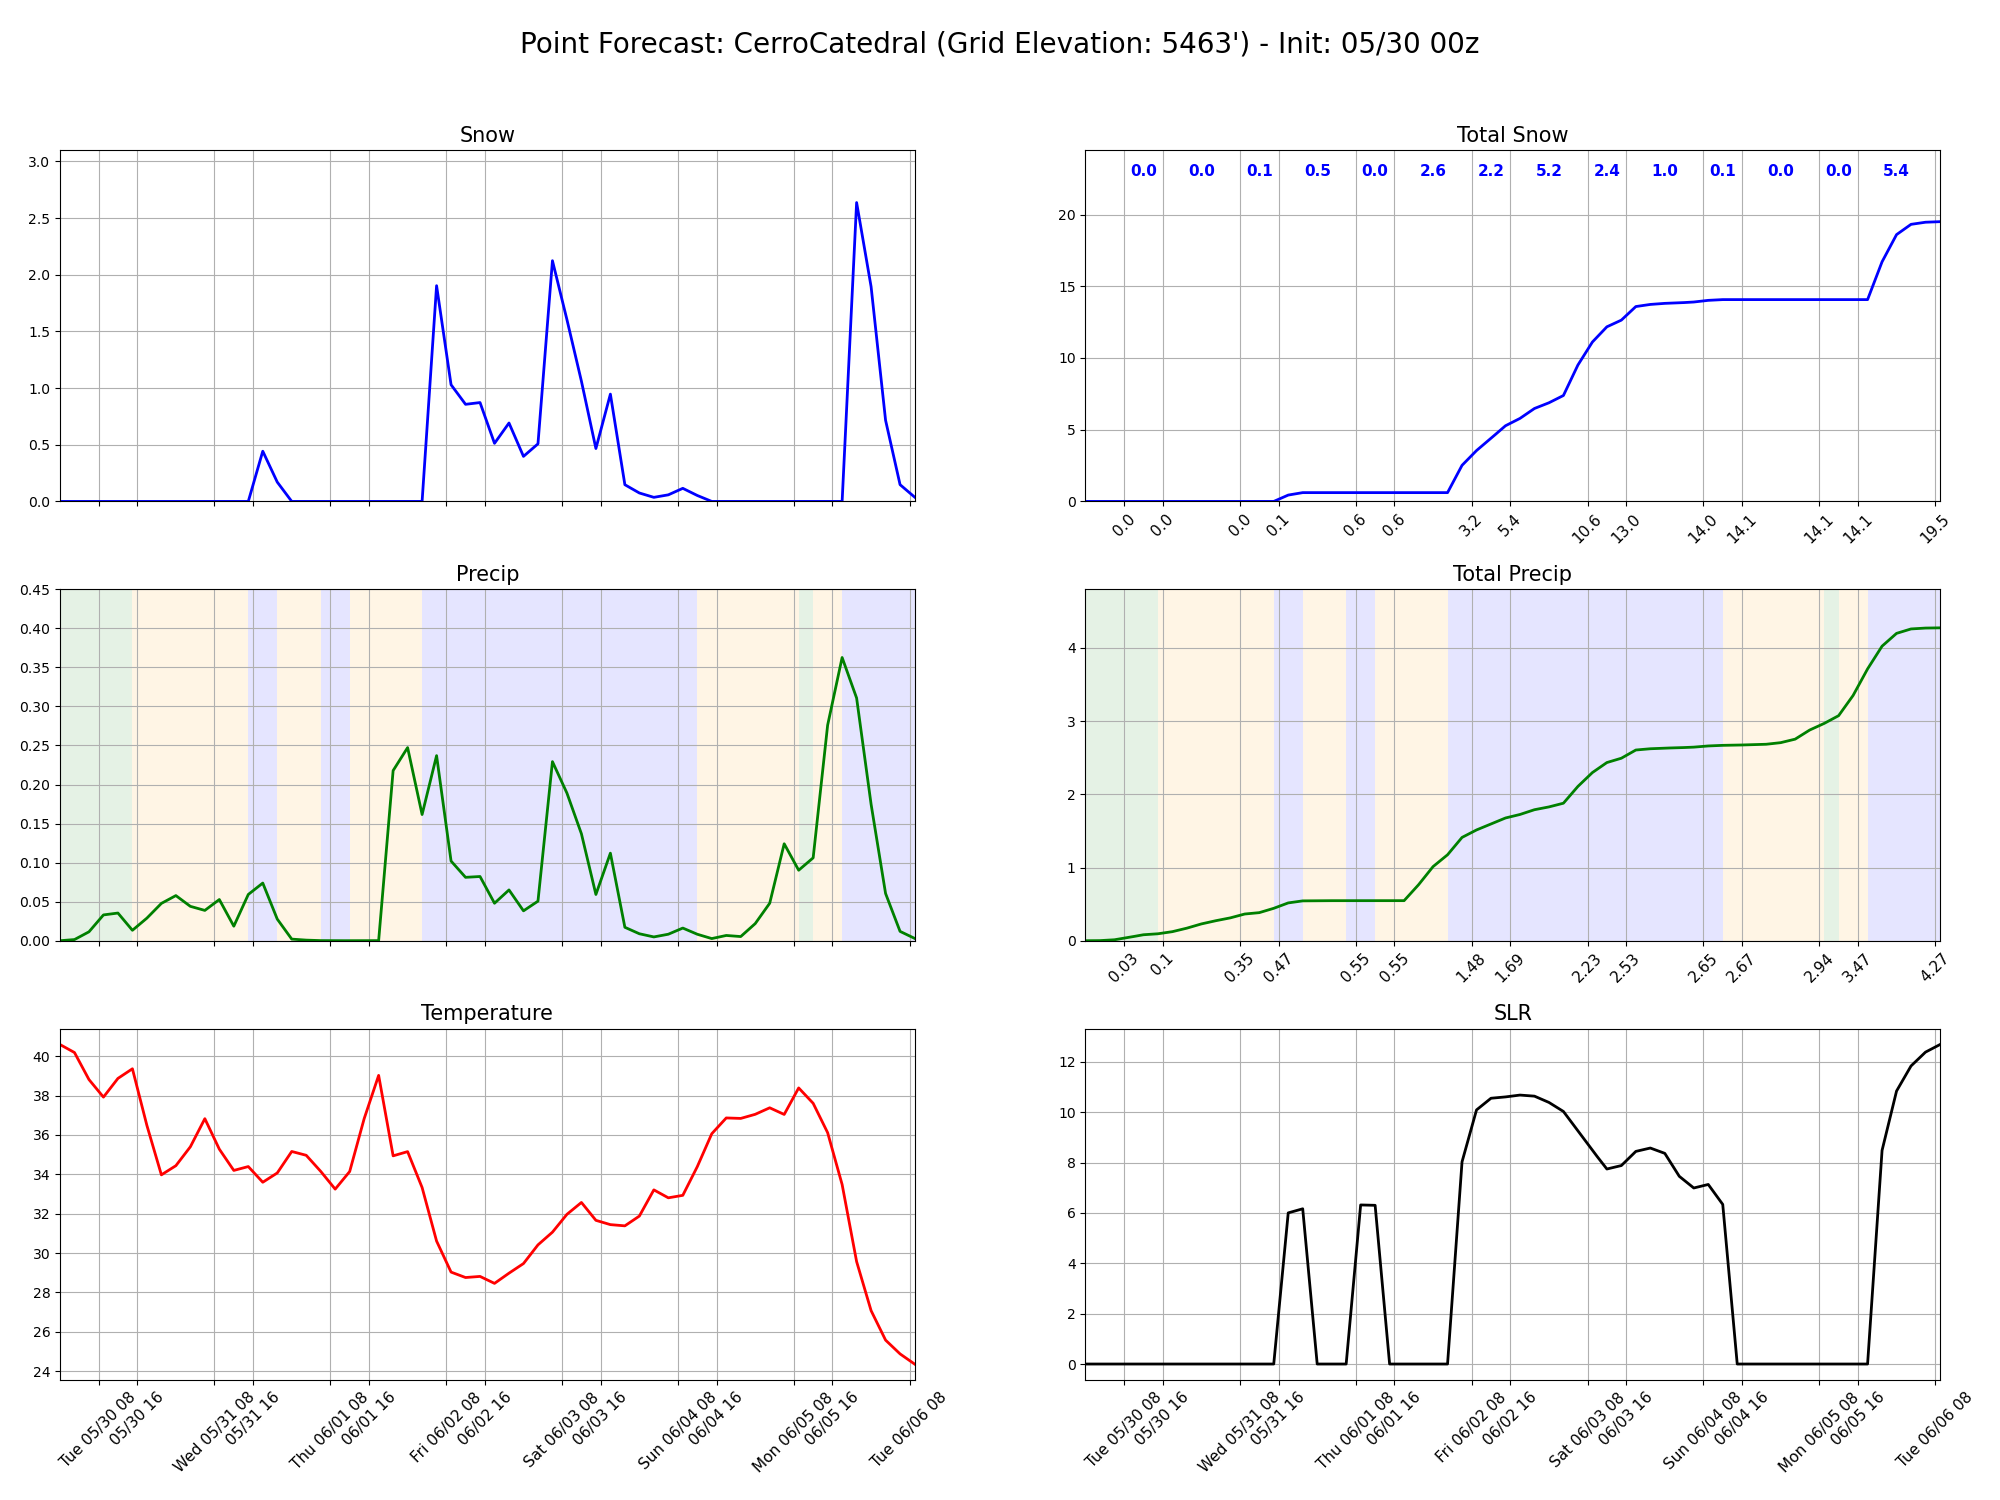 Point Forecast: CerroCatedral (Grid Elevation: 5463') - Init: 05/30 00z
Snow
3.0
2.5
2.0
1.5
1.0
0.5
0.0
Total Snow
0.0 0.0 0.1 0.5 0.0 2.6 2.2 5.2 2.4 1.0 0.1 0.0 0.0 5.4
20
15
10
5
0
0.0 0.0 0.0 0.1 0.6 0.6 3.2 5.4 10.6 13.0 14.0 14.1 14.1 14.1 19.5
Precip
0.45
0.40
0.35
0.30
0.25
0.20
0.15
0.10
0.05
0.00
Total Precip
4
3
2
1
0
0.03 0.1 0.35 0.47 0.55 0.55 1.48 1.69 2.23 2.53 2.65 2.67 2.94 3.47 4.27
Temperature
40
38
36
34
32
30
28
26
24
Tue 05/30 08
05/30 16
Wed 05/31 08
05/31 16
Thu 06/01 08
06/01 16
Fri 06/02 08
06/02 16
Sat 06/03 08
06/03 16
Sun 06/04 08
06/04 16
Mon 06/05 08
06/05 16
Tue 06/06 08
SLR
12
10
8
6
4
2
0
Tue 05/30 08
05/30 16
Wed 05/31 08
05/31 16
Thu 06/01 08
06/01 16
Fri 06/02 08
06/02 16
Sat 06/03 08
06/03 16
Sun 06/04 08
06/04 16
Mon 06/05 08
06/05 16
Tue 06/06 08